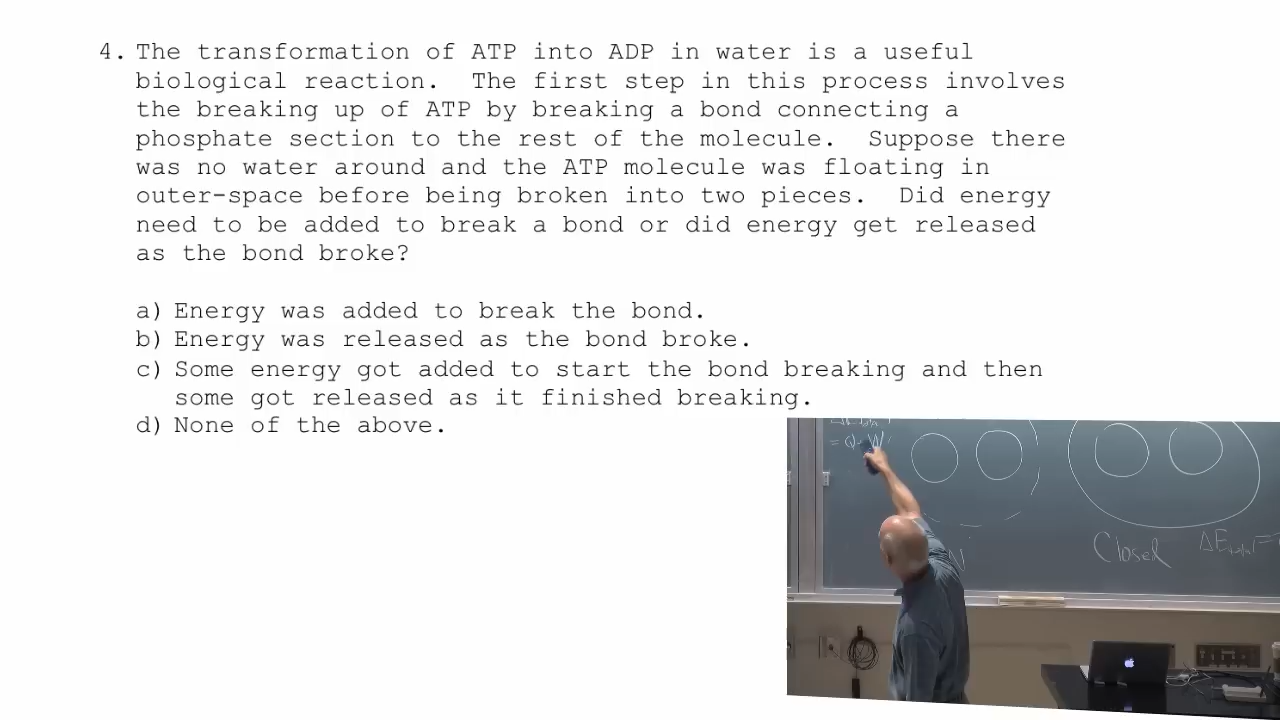 4. The transformation of ATP into ADP in water is a useful
biological reaction. The first step in this process involves
the breaking up of ATP by breaking a bond connecting a
phosphate section to the rest of the molecule. Suppose there
was no water around and the ATP molecule was floating in
outer-space before being broken into two pieces. Did energy
need to be added to break a bond or did energy get released
as the bond broke?
a) Energy was added to break the bond.
b) Energy was released as the bond broke.
c) Some energy got added to start the bond breaking and then
some got released as it finished breaking.
d) None of the above.
Closed ΔE